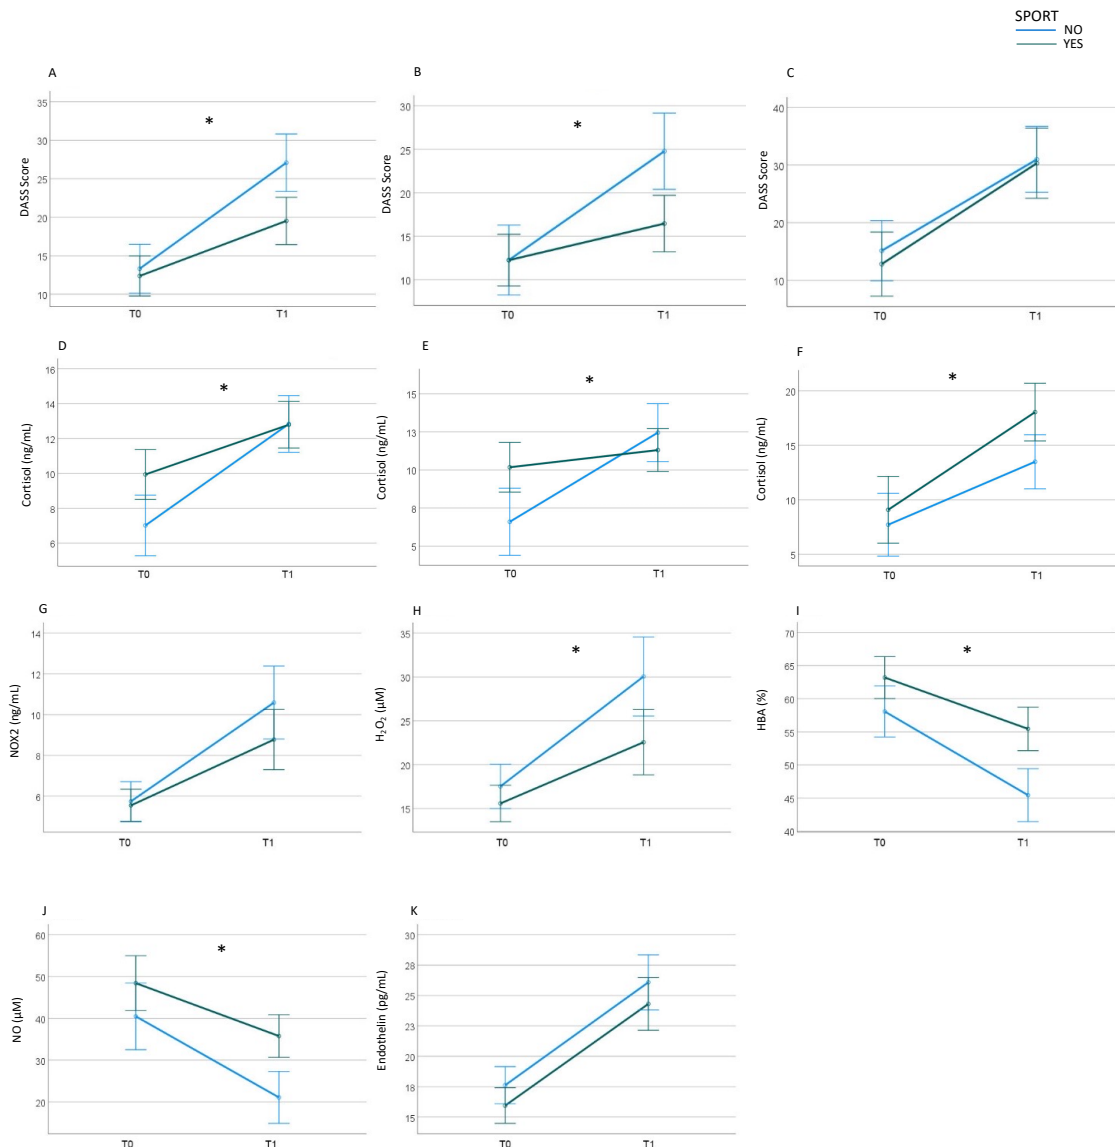 SPORT
NO
YES
A
DASS Score
35
30
25
20
15
10
*
T0
T1
B
DASS Score
30
25
20
15
10
*
T0
T1
C
DASS Score
40
30
20
10
T0
T1
D
Cortisol (ng/mL)
16
14
12
10
8
6
*
T0
T1
E
Cortisol (ng/mL)
15
13
10
8
5
*
T0
T1
F
Cortisol (ng/mL)
20
15
10
5
*
T0
T1
G
NOX2 (ng/mL)
14
12
10
8
6
T0
T1
H
H₂O₂ (µM)
35
30
25
20
15
*
T0
T1
I
HBA (%)
70
65
60
55
50
45
40
*
T0
T1
J
NO (µM)
60
50
40
30
20
*
T0
T1
K
Endothelin (pg/mL)
30
28
25
23
20
18
15
T0
T1